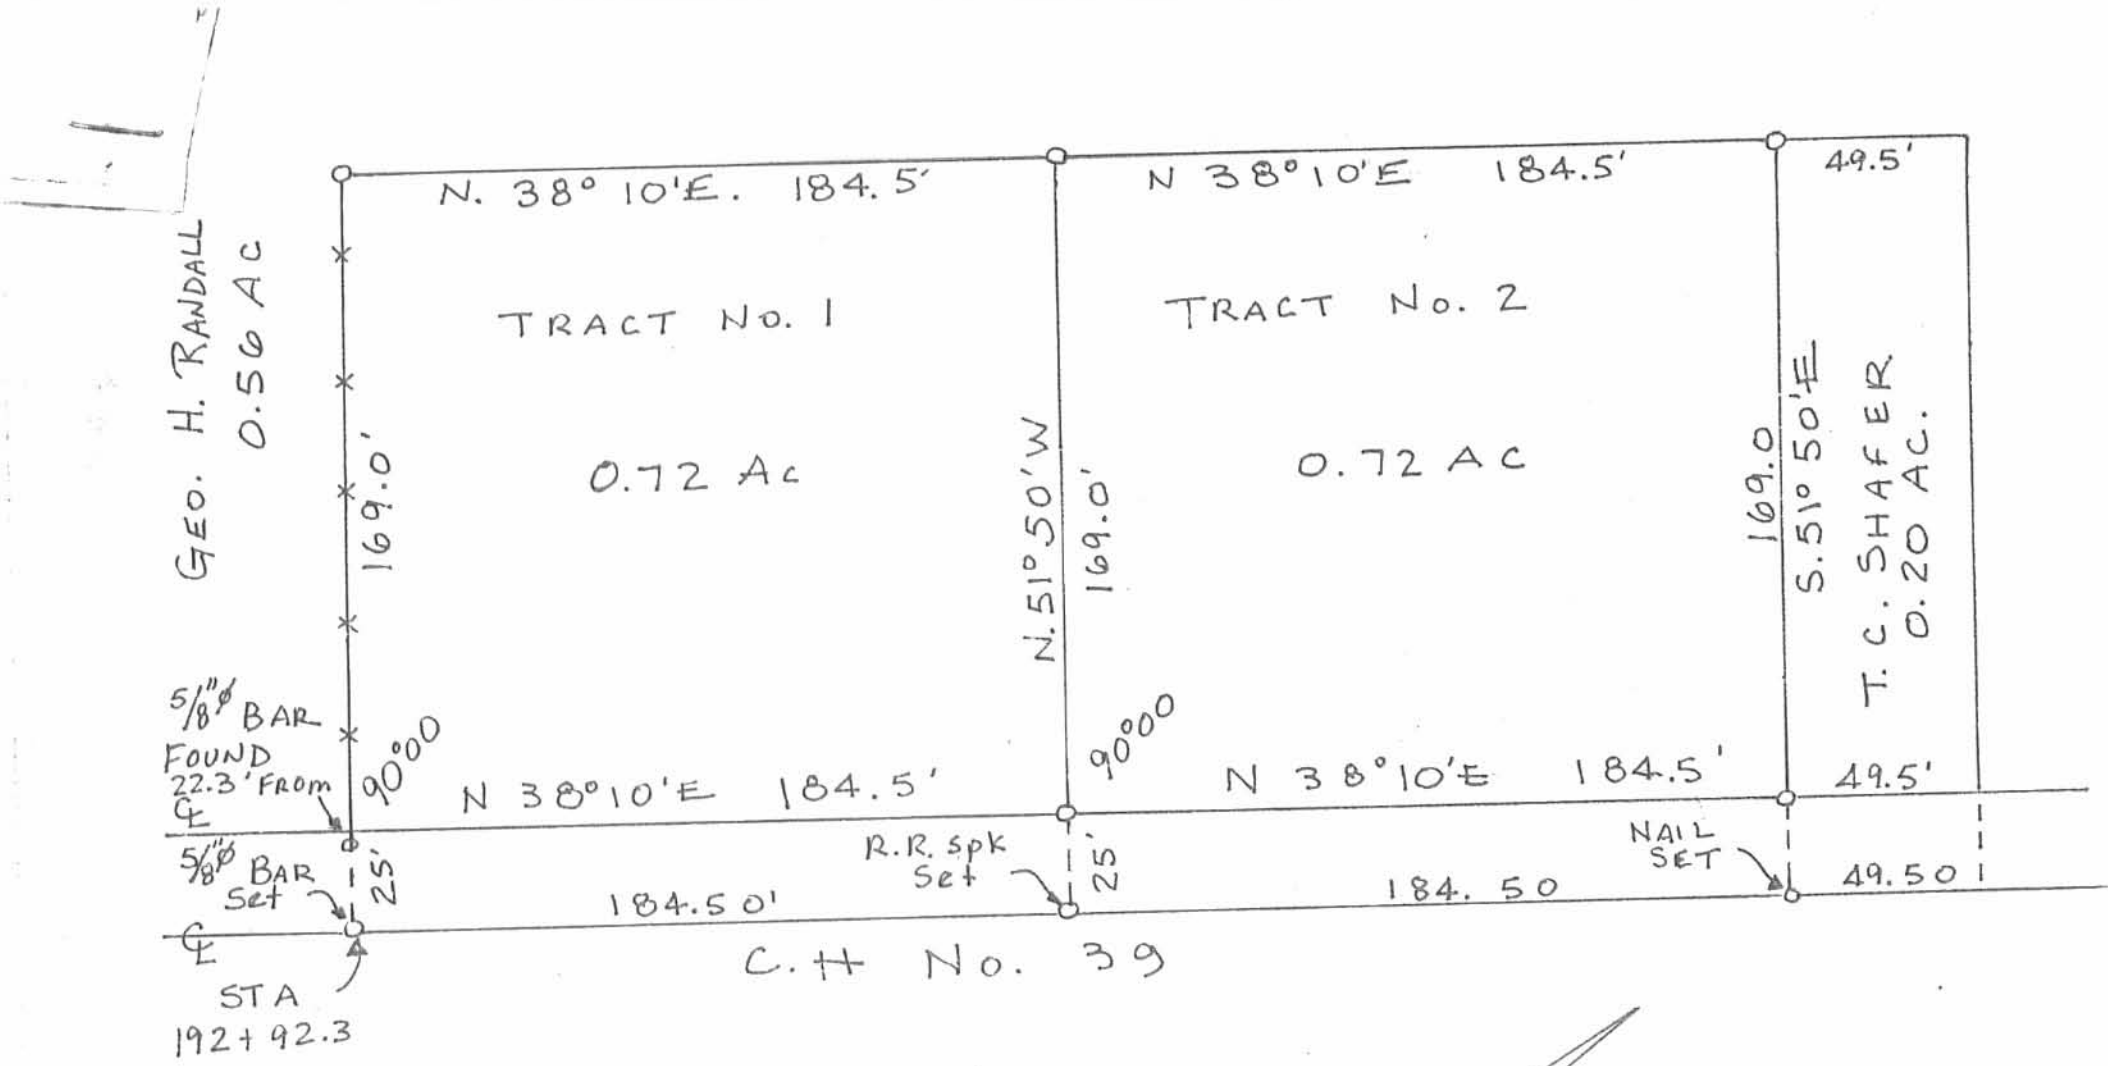 N. 38° 10'E. 184.5'
N 38°10'E 184.5'
49.5'
GEO. H. RANDALL
0.56 AC
TRACT No. 1
0.72 Ac
169.0'
N. 51° 50' W
169.0'
TRACT No. 2
0.72 AC
169.0
S. 51° 50' E
T. C. SHAFER
0.20 AC.
5/8"⌀ BAR
FOUND
22.3' FROM
℄
90°00
N 38°10'E 184.5'
90°00
N 38°10'E 184.5'
49.5'
5/8"⌀ BAR
Set
25'
R.R. spk
Set
25'
NAIL
SET
184.50'
184.50
49.50
℄
C.H No. 39
STA
192+92.3